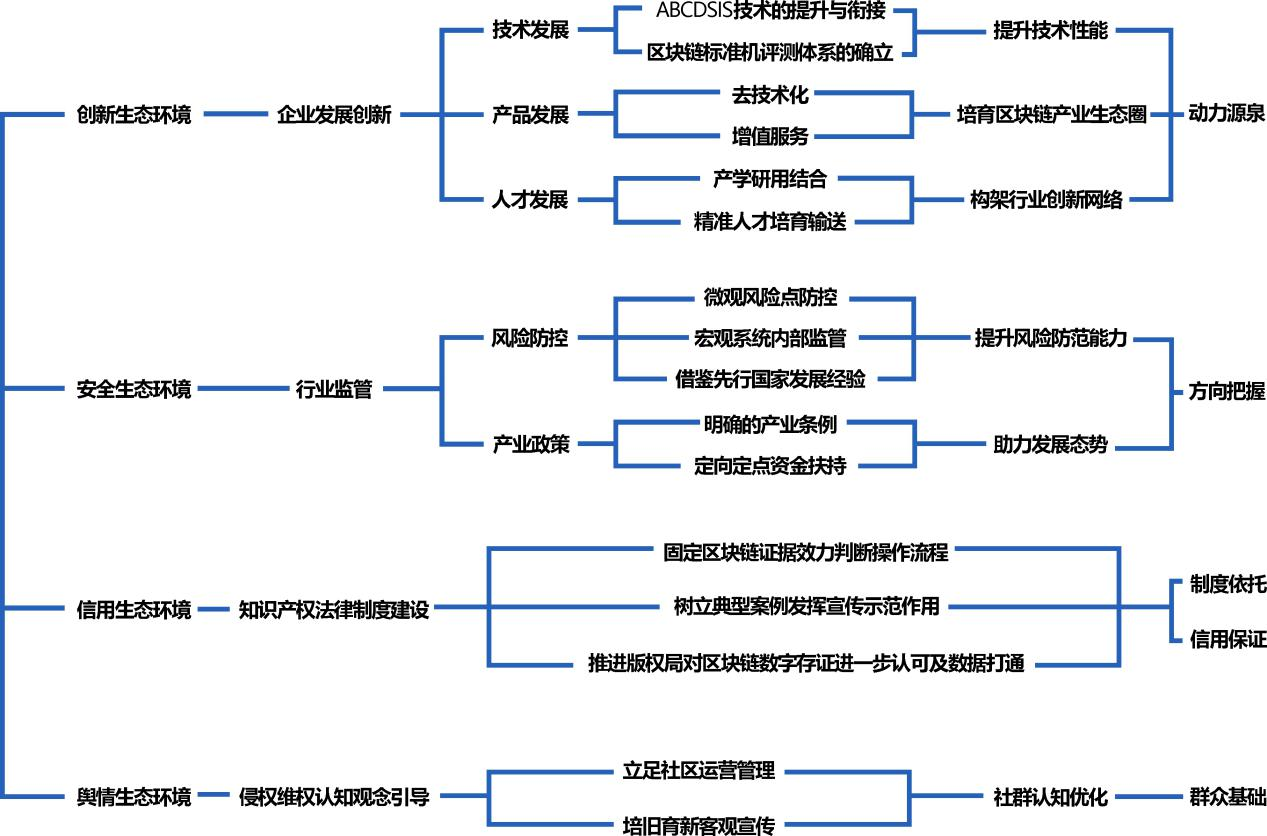 ABCDSIS技术的提升与衔接
技术发展
提升技术性能
区块链标准机评测体系的确立
去技术化
创新生态环境
企业发展创新
产品发展
培育区块链产业生态圈
动力源泉
增值服务
产学研用结合
人才发展
构架行业创新网络
精准人才培育输送
微观风险点防控
风险防控
宏观系统内部监管
提升风险防范能力
借鉴先行国家发展经验
安全生态环境
行业监管
方向把握
明确的产业条例
产业政策
助力发展态势
定向定点资金扶持
固定区块链证据效力判断操作流程
制度依托
信用生态环境
知识产权法律制度建设
树立典型案例发挥宣传示范作用
信用保证
推进版权局对区块链数字存证进一步认可及数据打通
立足社区运营管理
舆情生态环境
侵权维权认知观念引导
社群认知优化
群众基础
培旧育新客观宣传